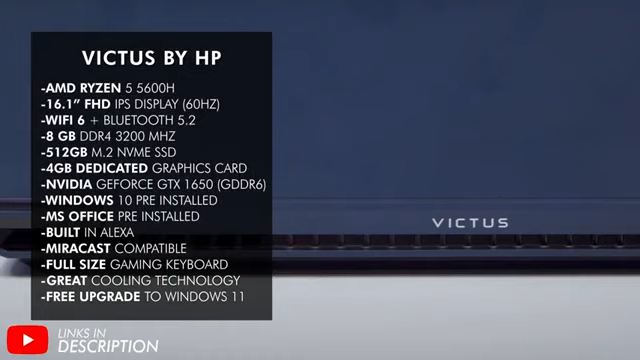 VICTUS BY HP
-AMD RYZEN 5 5600H
-16.1” FHD IPS DISPLAY (60HZ)
-WIFI 6 + BLUETOOTH 5.2
-8 GB DDR4 3200 MHZ
-512GB M.2 NVME SSD
-4GB DEDICATED GRAPHICS CARD
-NVIDIA GEFORCE GTX 1650 (GDDR6)
-WINDOWS 10 PRE INSTALLED
-MS OFFICE PRE INSTALLED
-BUILT IN ALEXA
-MIRACAST COMPATIBLE
-FULL SIZE GAMING KEYBOARD
-GREAT COOLING TECHNOLOGY
-FREE UPGRADE TO WINDOWS 11
VICTUS
LINKS IN
DESCRIPTION